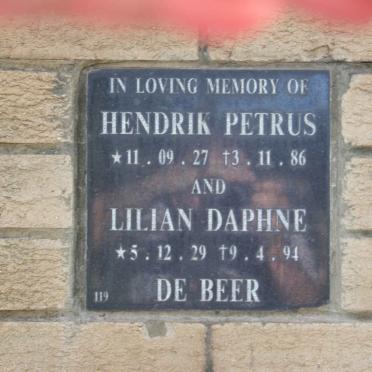 IN LOVING MEMORY OF
HENDRIK PETRUS
★11.09.27 †3.11.86
AND
LILIAN DAPHNE
★5.12.29 †9.4.94
119 DE BEER